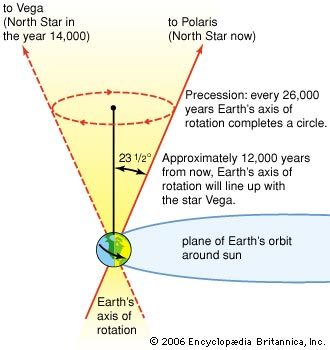 to Vega
(North Star in
the year 14,000)
to Polaris
(North Star now)
Precession: every 26,000
years Earth's axis of
rotation completes a circle.
23 1/2°
Approximately 12,000 years
from now, Earth's axis of
rotation will line up with
the star Vega.
plane of Earth's orbit
around sun
Earth's
axis of
rotation
© 2006 Encyclopædia Britannica, Inc.